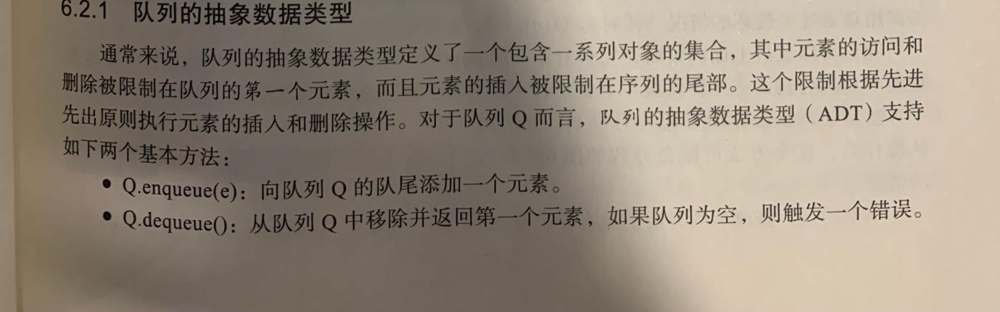 6.2.1 队列的抽象数据类型
通常来说，队列的抽象数据类型定义了一个包含一系列对象的集合，其中元素的访问和
删除被限制在队列的第一个元素，而且元素的插入被限制在序列的尾部。这个限制根据先进
先出原则执行元素的插入和删除操作。对于队列 Q 而言，队列的抽象数据类型（ADT）支持
如下两个基本方法：
• Q.enqueue(e)：向队列 Q 的队尾添加一个元素。
• Q.dequeue()：从队列 Q 中移除并返回第一个元素，如果队列为空，则触发一个错误。